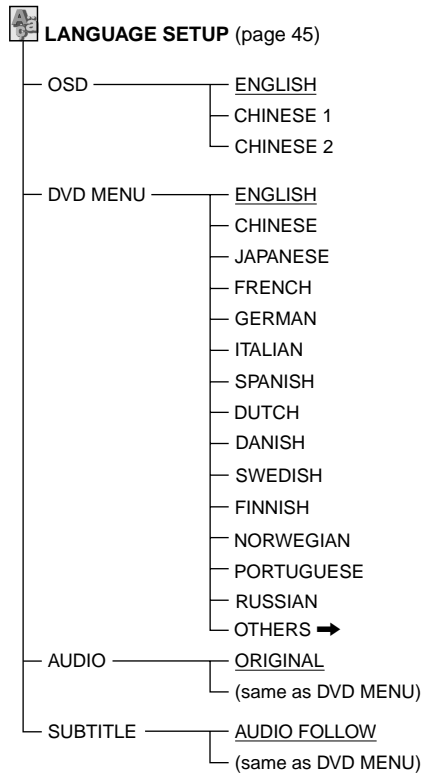 LANGUAGE SETUP (page 45)
OSD
ENGLISH
CHINESE 1
CHINESE 2
DVD MENU
ENGLISH
CHINESE
JAPANESE
FRENCH
GERMAN
ITALIAN
SPANISH
DUTCH
DANISH
SWEDISH
FINNISH
NORWEGIAN
PORTUGUESE
RUSSIAN
OTHERS ➡
AUDIO
ORIGINAL
(same as DVD MENU)
SUBTITLE
AUDIO FOLLOW
(same as DVD MENU)